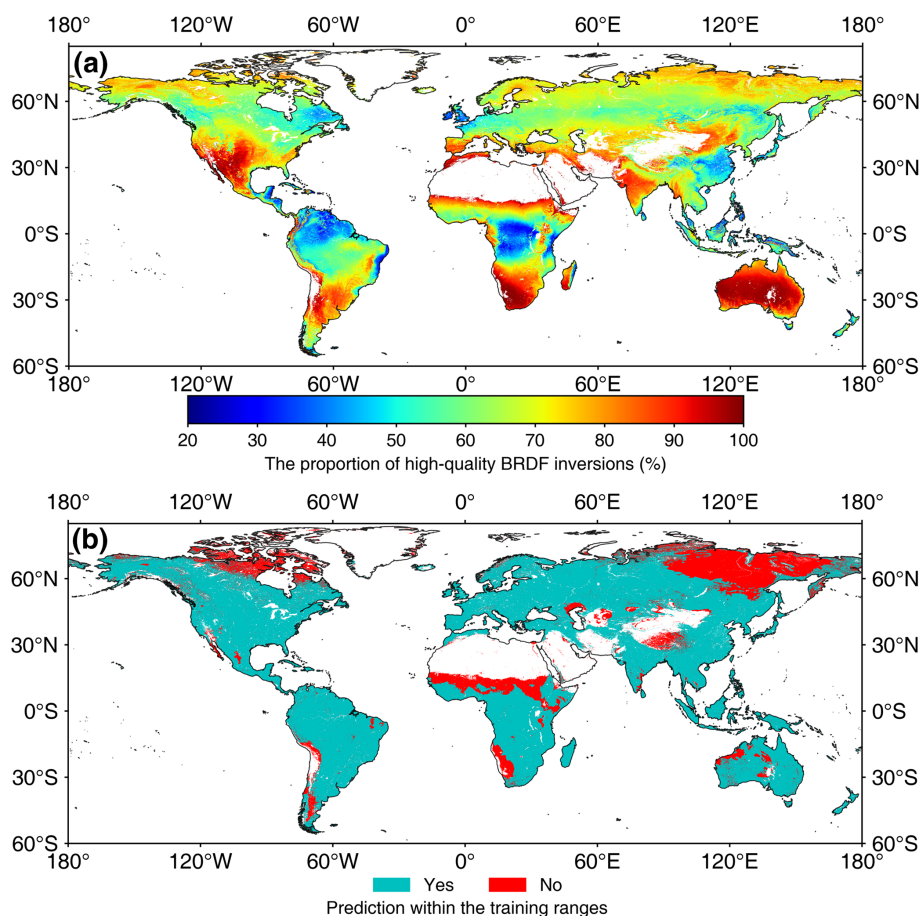 180° 120°W 60°W 0° 60°E 120°E 180°
(a)
60°N 60°N
30°N 30°N
0°S 0°S
30°S 30°S
60°S 60°S
180° 120°W 60°W 0° 60°E 120°E 180°
20 30 40 50 60 70 80 90 100
The proportion of high-quality BRDF inversions (%)
180° 120°W 60°W 0° 60°E 120°E 180°
(b)
60°N 60°N
30°N 30°N
0°S 0°S
30°S 30°S
60°S 60°S
180° 120°W 60°W 0° 60°E 120°E 180°
Yes No
Prediction within the training ranges